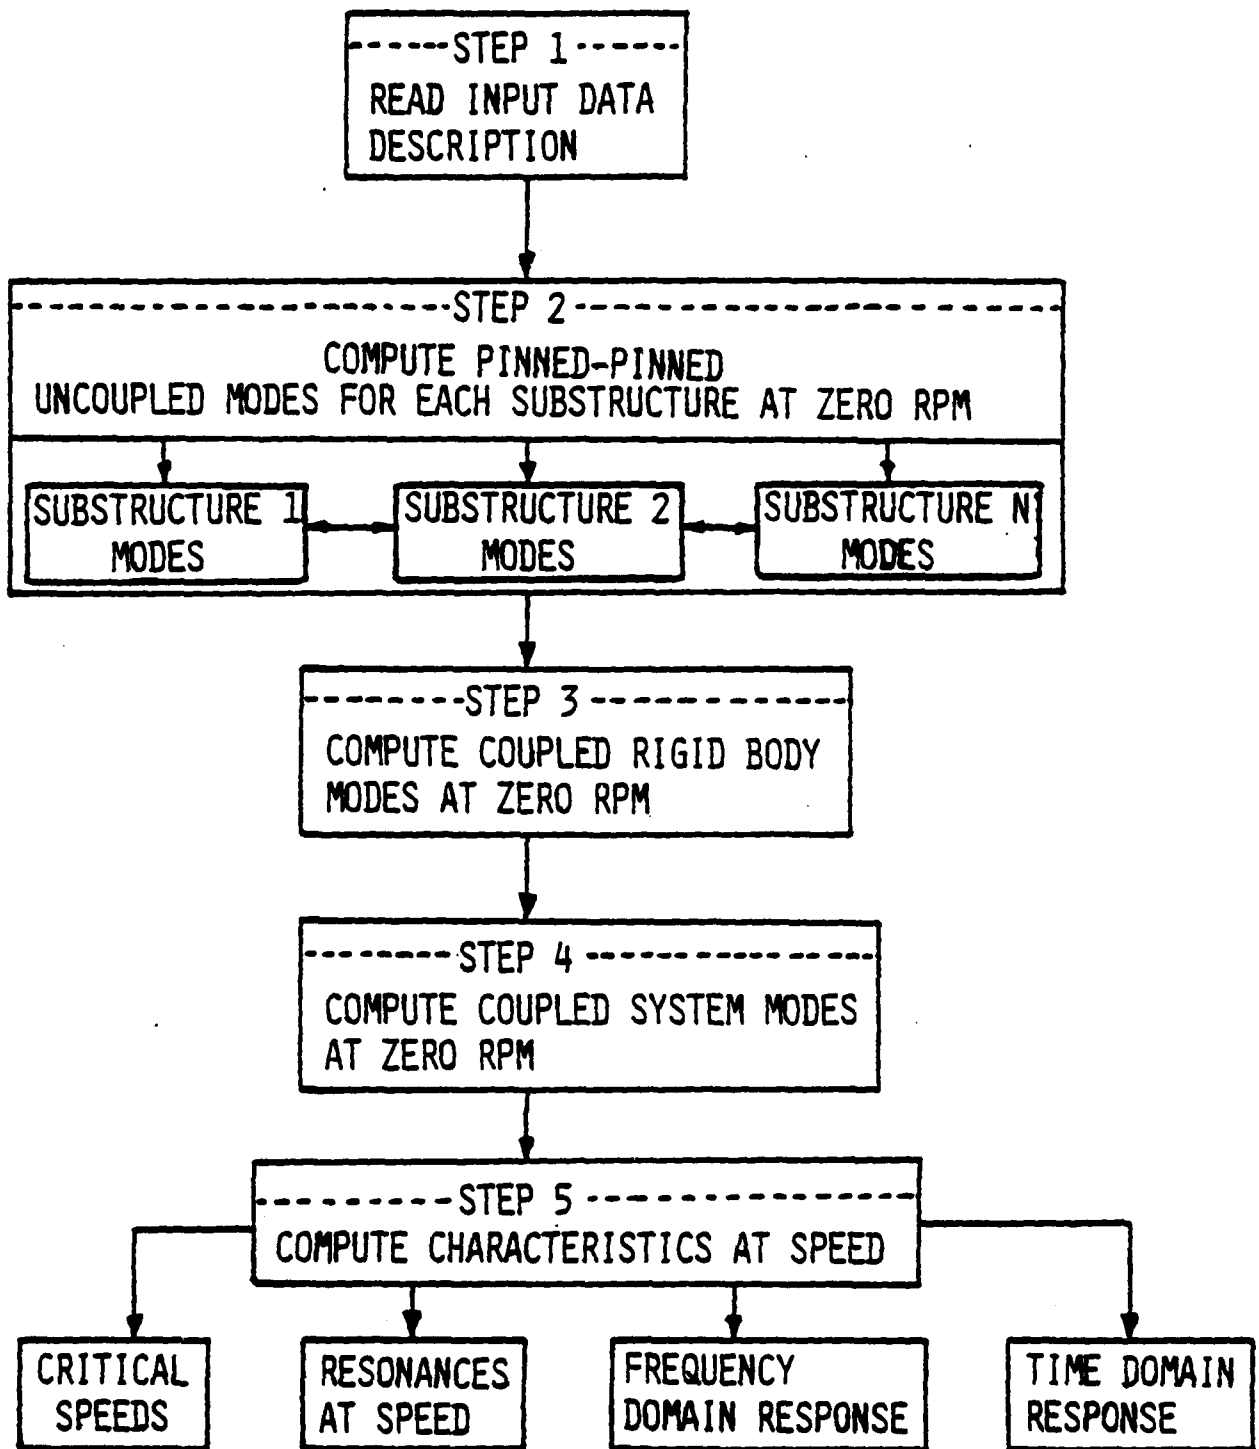 STEP 1
READ INPUT DATA
DESCRIPTION
STEP 2
COMPUTE PINNED-PINNED
UNCOUPLED MODES FOR EACH SUBSTRUCTURE AT ZERO RPM
SUBSTRUCTURE 1
MODES
SUBSTRUCTURE 2
MODES
SUBSTRUCTURE N
MODES
STEP 3
COMPUTE COUPLED RIGID BODY
MODES AT ZERO RPM
STEP 4
COMPUTE COUPLED SYSTEM MODES
AT ZERO RPM
STEP 5
COMPUTE CHARACTERISTICS AT SPEED
CRITICAL
SPEEDS
RESONANCES
AT SPEED
FREQUENCY
DOMAIN RESPONSE
TIME DOMAIN
RESPONSE